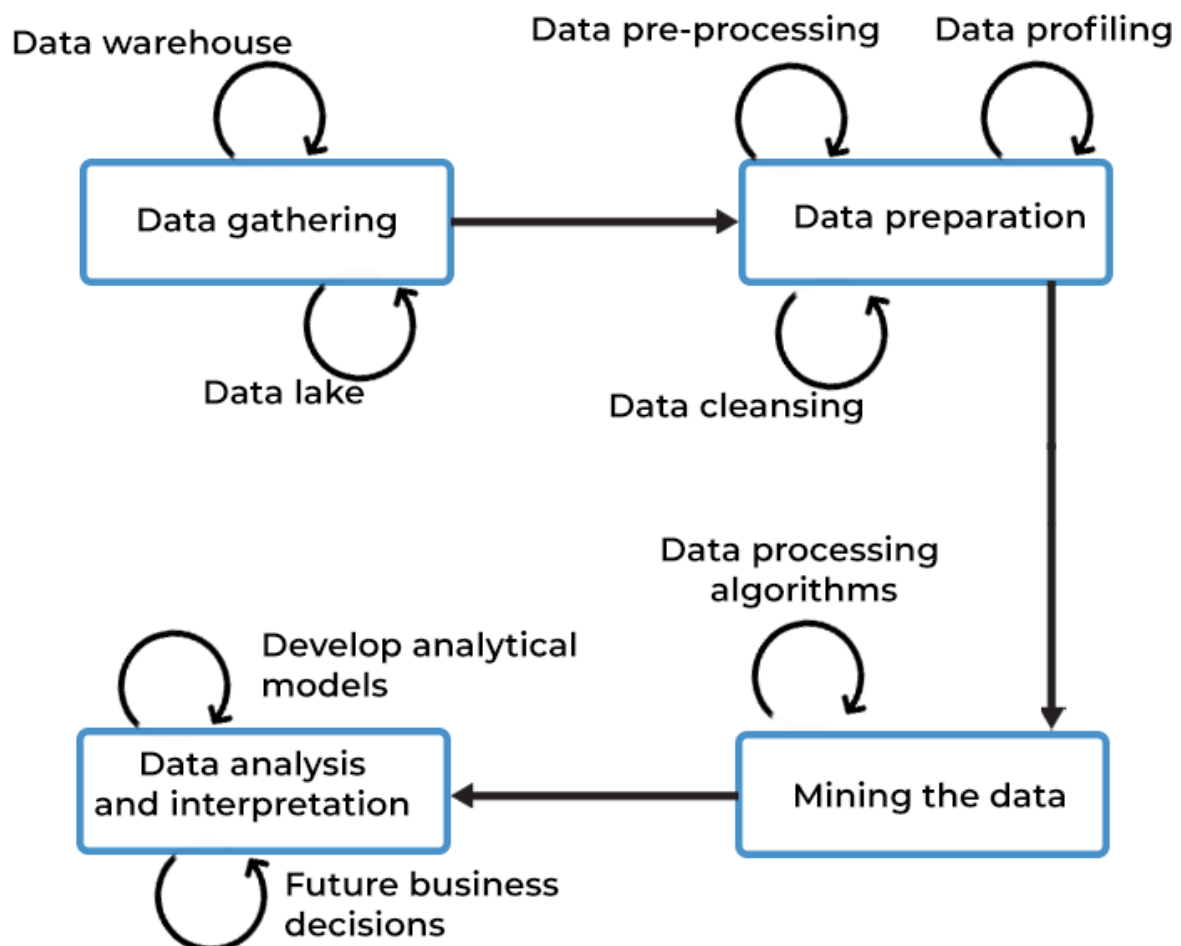 Data warehouse
Data pre-processing
Data profiling
Data gathering
Data preparation
Data lake
Data cleansing
Data processing
algorithms
Develop analytical
models
Data analysis
and interpretation
Mining the data
Future business
decisions